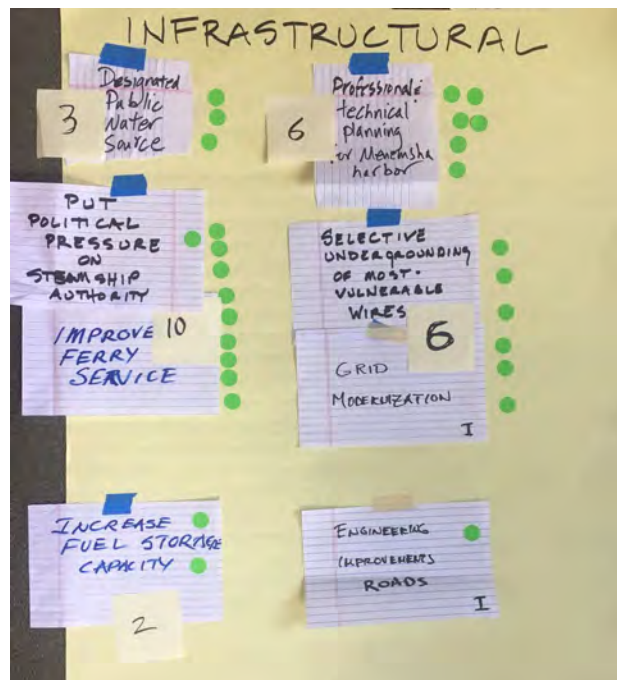 INFRASTRUCTURAL
Designated
Public
Water
Source
3
Professional
technical
planning
for Menemsha
harbor
6
PUT
POLITICAL
PRESSURE
ON
STEAMSHIP
AUTHORITY
IMPROVE
FERRY
SERVICE
10
SELECTIVE
UNDERGROUNDING
OF MOST-
VULNERABLE
WIRES
6
GRID
MODERNIZATION
I
INCREASE
FUEL STORAGE
CAPACITY
2
ENGINEERING
IMPROVEMENTS
ROADS
I